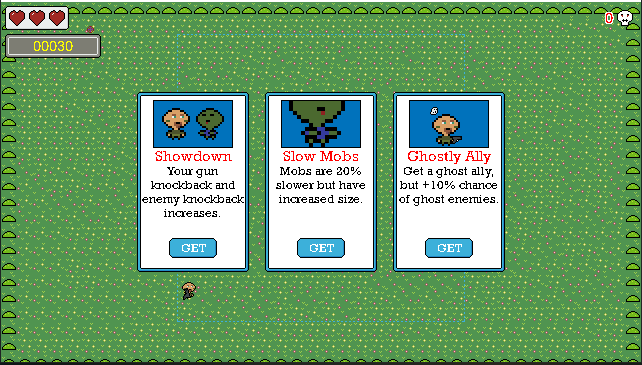 0
00030
Showdown
Your gun
knockback and
enemy knockback
increases.
GET
Slow Mobs
Mobs are 20%
slower but have
increased size.
GET
Ghostly Ally
Get a ghost ally,
but +10% chance
of ghost enemies.
GET